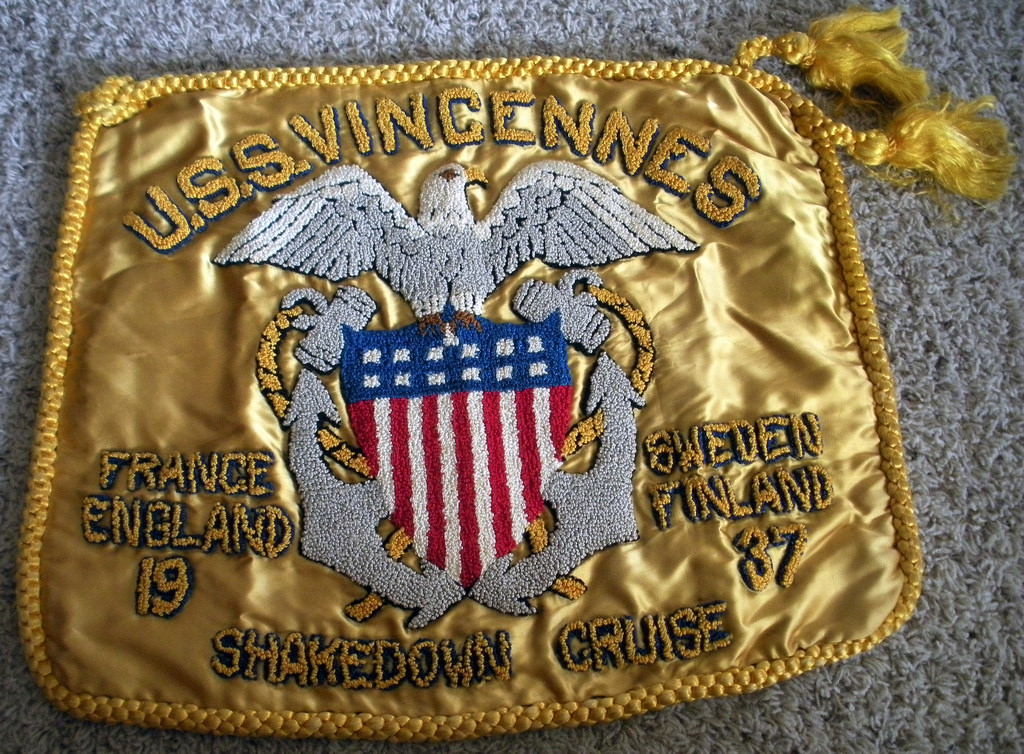 U.S.S. VINCENNES
FRANCE
ENGLAND
19
SWEDEN
FINLAND
37
SHAKEDOWN CRUISE